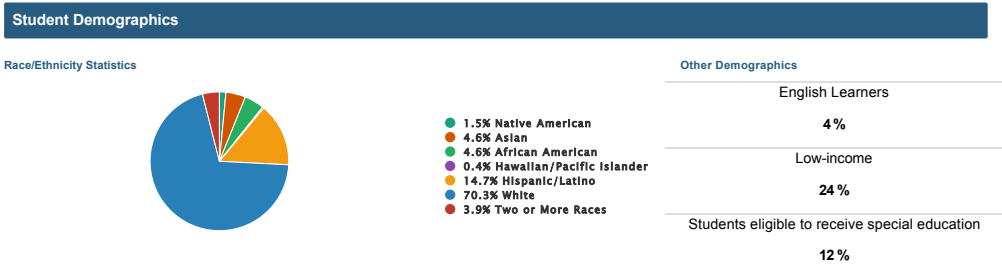 Student Demographics
Race/Ethnicity Statistics
1.5% Native American
4.6% Asian
4.6% African American
0.4% Hawaiian/Pacific Islander
14.7% Hispanic/Latino
70.3% White
3.9% Two or More Races
Other Demographics
English Learners
4%
Low-income
24%
Students eligible to receive special education
12%